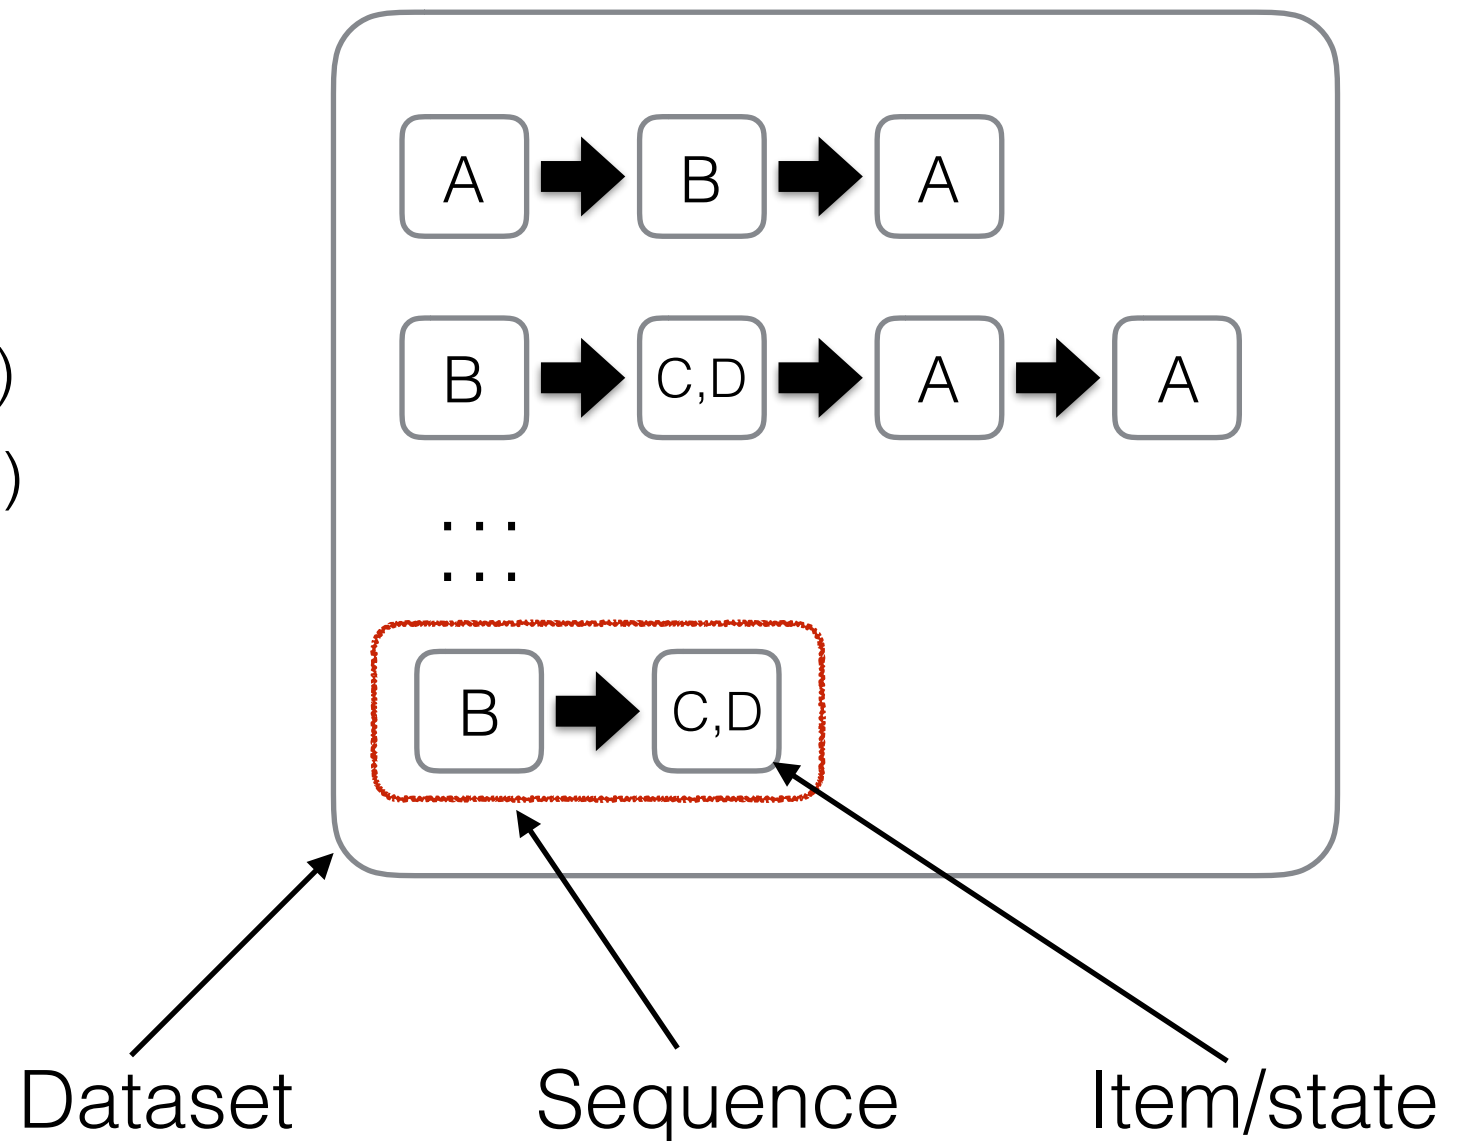 A B A
B C,D A A
)
)
...
...
B C,D
Dataset Sequence Item/state